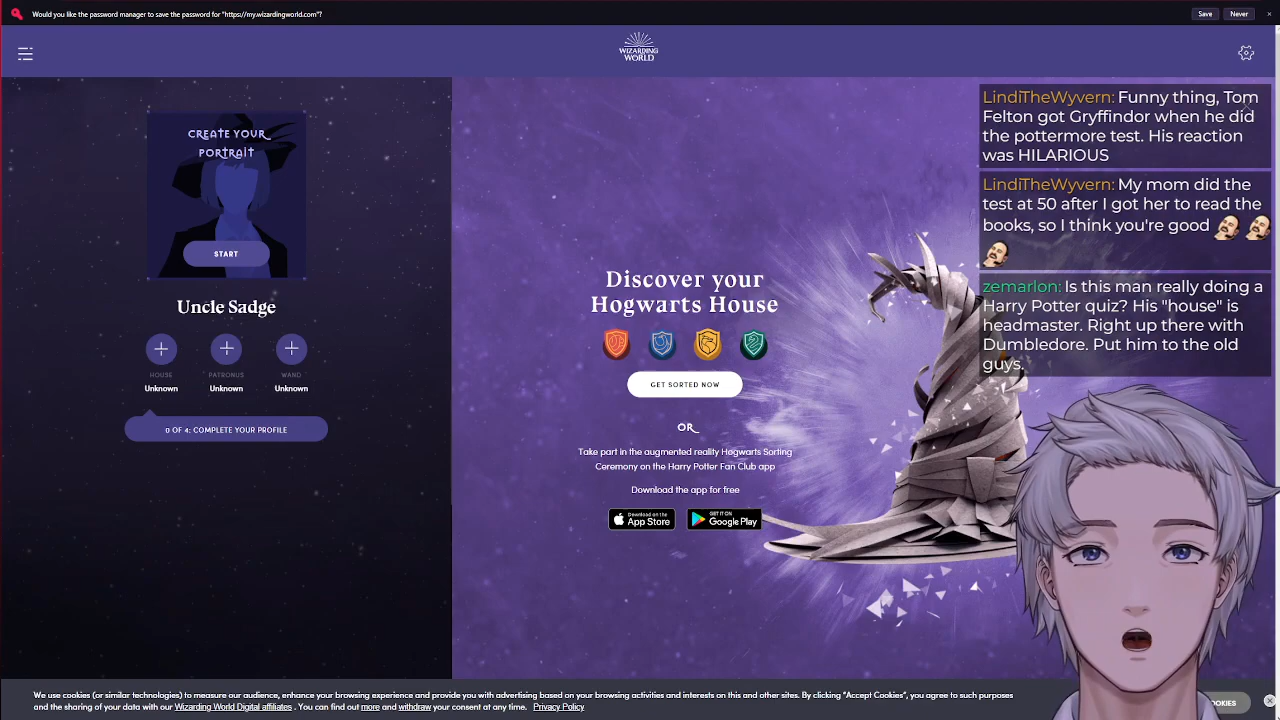 Would you like the password manager to save the password for "https://my.wizardingworld.com"?
Save
Never
WIZARDING
WORLD
CREATE YOUR
PORTRAIT
START
Uncle Sadge
HOUSE
PATRONUS
WAND
Unknown
Unknown
Unknown
0 OF 4: COMPLETE YOUR PROFILE
Discover your
Hogwarts House
GET SORTED NOW
OR
Take part in the augmented reality Hogwarts Sorting
Ceremony on the Harry Potter Fan Club app
Download the app for free
Download on the
App Store
GET IT ON
Google Play
LindiTheWyvern: Funny thing, Tom
Felton got Gryffindor when he did
the pottermore test. His reaction
was HILARIOUS
LindiTheWyvern: My mom did the
test at 50 after I got her to read the
books, so I think you're good
zemarlon: Is this man really doing a
Harry Potter quiz? His "house" is
headmaster. Right up there with
Dumbledore. Put him to the old
guys.
We use cookies (or similar technologies) to measure our audience, enhance your browsing experience and provide you with advertising based on your browsing activities and interests on this and other sites. By clicking "Accept Cookies", you agree to such purposes
and the sharing of your data with our Wizarding World Digital affiliates . You can find out more and withdraw your consent at any time. Privacy Policy